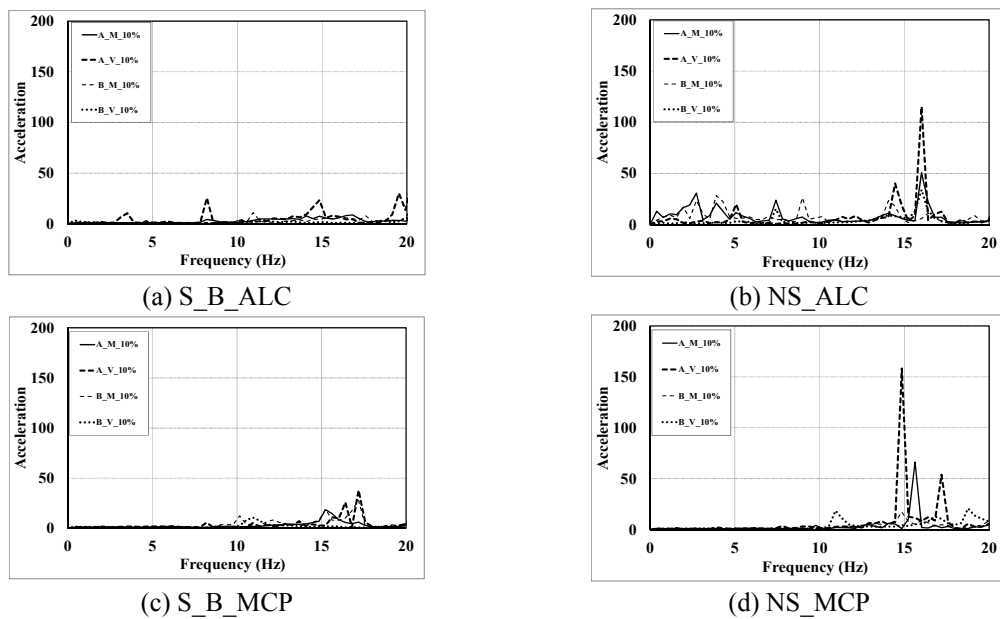 200
150
100
50
0
Acceleration
A_M_10%
A_V_10%
B_M_10%
B_V_10%
0 5 10 15 20
Frequency (Hz)
(a) S_B_ALC
200
150
100
50
0
Acceleration
A_M_10%
A_V_10%
B_M_10%
B_V_10%
0 5 10 15 20
Frequency (Hz)
(b) NS_ALC
200
150
100
50
0
Acceleration
A_M_10%
A_V_10%
B_M_10%
B_V_10%
0 5 10 15 20
Frequency (Hz)
(c) S_B_MCP
200
150
100
50
0
Acceleration
A_M_10%
A_V_10%
B_M_10%
B_V_10%
0 5 10 15 20
Frequency (Hz)
(d) NS_MCP